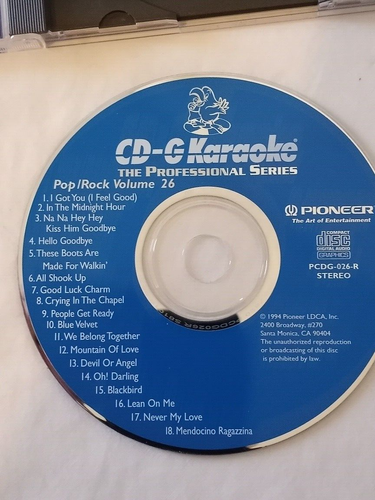 CD-G Karaoke
THE PROFESSIONAL SERIES
Pop/Rock Volume 26
1. I Got You (I Feel Good)
2. In The Midnight Hour
3. Na Na Hey Hey
Kiss Him Goodbye
4. Hello Goodbye
5.These Boots Are
Made For Walkin'
6.All Shook Up
7. Good Luck Charm
8. Crying In The Chapel
9. People Get Ready
10. Blue Velvet
11. We Belong Together
12. Mountain Of Love
13. Devil Or Angel
14. Oh! Darling
15. Blackbird
16. Lean On Me
17. Never My Love
18. Mendocino Ragazzina
PIONEER
The Art of Entertainment
COMPACT
disc
DIGITAL AUDIO
GRAPHICS
PCDG-026-R
STEREO
© 1994 Pioneer LDCA, Inc.
2400 Broadway, #270
Santa Monica, CA 90404
The unauthorized reproduction
or broadcasting of this disc
is prohibited by law.